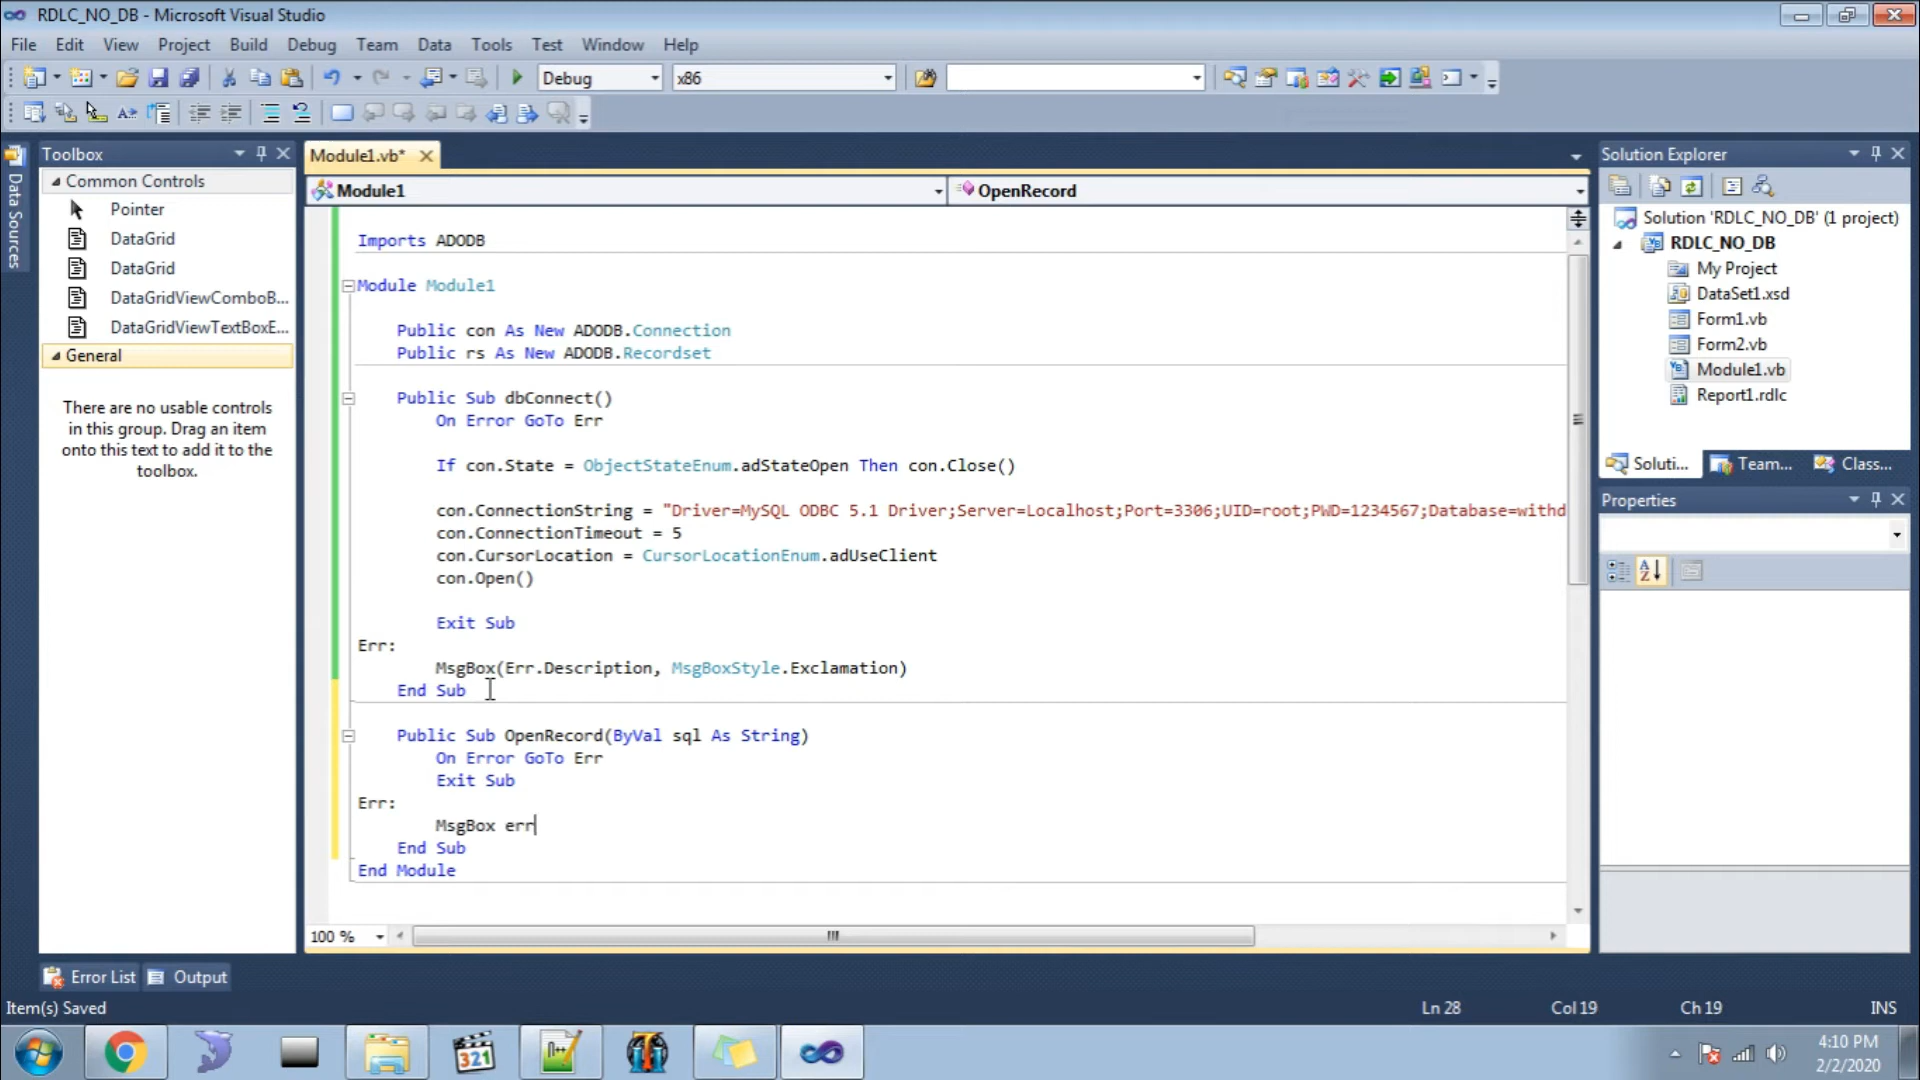 RDLC_NO_DB - Microsoft Visual Studio
File Edit View Project Build Debug Team Data Tools Test Window Help
Debug x86
Data Sources
Toolbox
Common Controls
Pointer
DataGrid
DataGrid
DataGridViewComboB...
DataGridViewTextBoxE...
General
There are no usable controls
in this group. Drag an item
onto this text to add it to the
toolbox.
Module1.vb*
Module1 OpenRecord
Imports ADODB
Module Module1
Public con As New ADODB.Connection
Public rs As New ADODB.Recordset
Public Sub dbConnect()
On Error GoTo Err
If con.State = ObjectStateEnum.adStateOpen Then con.Close()
con.ConnectionString = "Driver=MySQL ODBC 5.1 Driver;Server=Localhost;Port=3306;UID=root;PWD=1234567;Database=withd
con.ConnectionTimeout = 5
con.CursorLocation = CursorLocationEnum.adUseClient
con.Open()
Exit Sub
Err:
MsgBox(Err.Description, MsgBoxStyle.Exclamation)
End Sub
Public Sub OpenRecord(ByVal sql As String)
On Error GoTo Err
Exit Sub
Err:
MsgBox err
End Sub
End Module
100 %
Solution Explorer
Solution 'RDLC_NO_DB' (1 project)
RDLC_NO_DB
My Project
DataSet1.xsd
Form1.vb
Form2.vb
Module1.vb
Report1.rdlc
Soluti... Team... Class...
Properties
Error List Output
Item(s) Saved Ln 28 Col 19 Ch 19 INS
321
n++
4:10 PM
2/2/2020